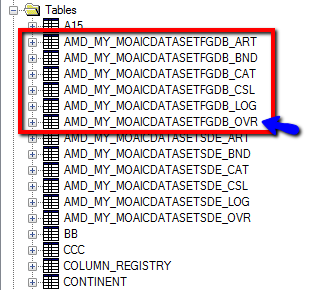 Tables
A15
AMD_MY_MOAICDATASETFGDB_ART
AMD_MY_MOAICDATASETFGDB_BND
AMD_MY_MOAICDATASETFGDB_CAT
AMD_MY_MOAICDATASETFGDB_CSL
AMD_MY_MOAICDATASETFGDB_LOG
AMD_MY_MOAICDATASETFGDB_OVR
AMD_MY_MOAICDATASETSDE_ART
AMD_MY_MOAICDATASETSDE_BND
AMD_MY_MOAICDATASETSDE_CAT
AMD_MY_MOAICDATASETSDE_CSL
AMD_MY_MOAICDATASETSDE_LOG
AMD_MY_MOAICDATASETSDE_OVR
BB
CCC
COLUMN_REGISTRY
CONTINENT